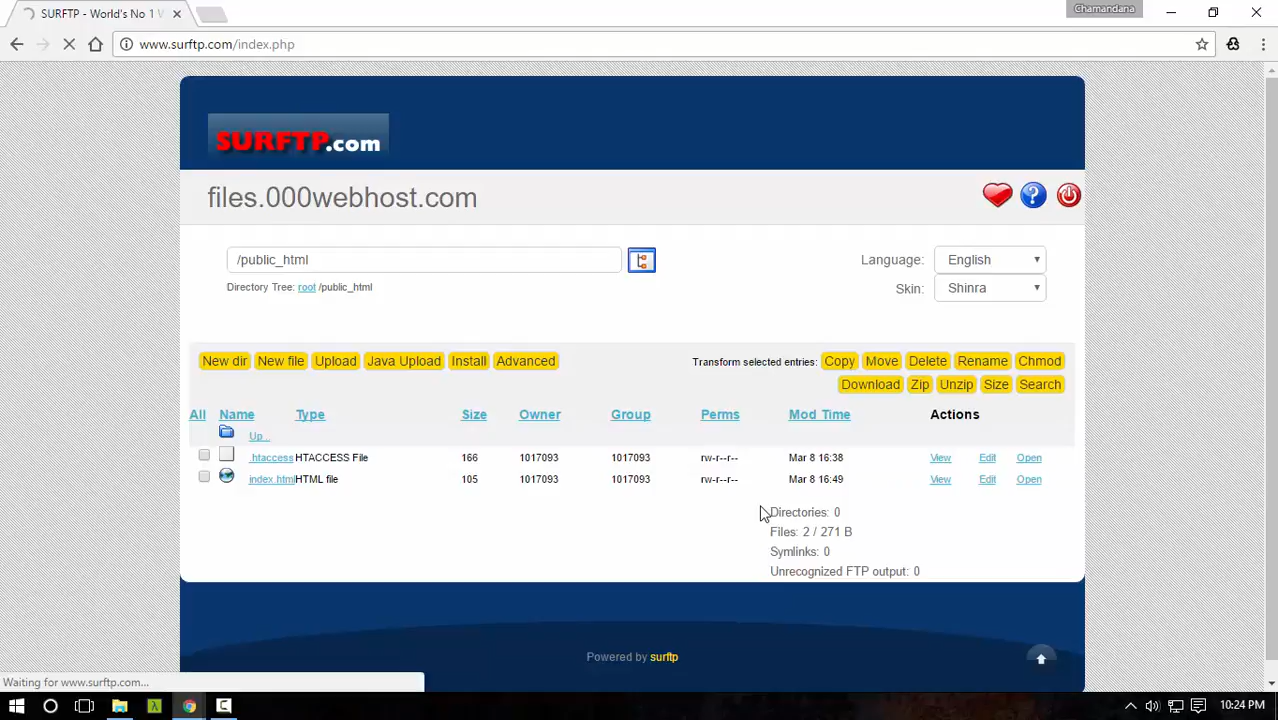 SURFTP - World's No 1 W
Chamandana
www.surftp.com/index.php
SURFTP.com
files.000webhost.com
/public_html
Language: English
Directory Tree: root /public_html
Skin: Shinra
New dir New file Upload Java Upload Install Advanced Transform selected entries: Copy Move Delete Rename Chmod
Download Zip Unzip Size Search
All Name Type Size Owner Group Perms Mod Time Actions
Up ..
.htaccess HTACCESS File 166 1017093 1017093 rw-r--r-- Mar 8 16:38 View Edit Open
index.html HTML file 105 1017093 1017093 rw-r--r-- Mar 8 16:49 View Edit Open
Directories: 0
Files: 2 / 271 B
Symlinks: 0
Unrecognized FTP output: 0
Powered by surftp
Waiting for www.surftp.com...
10:24 PM